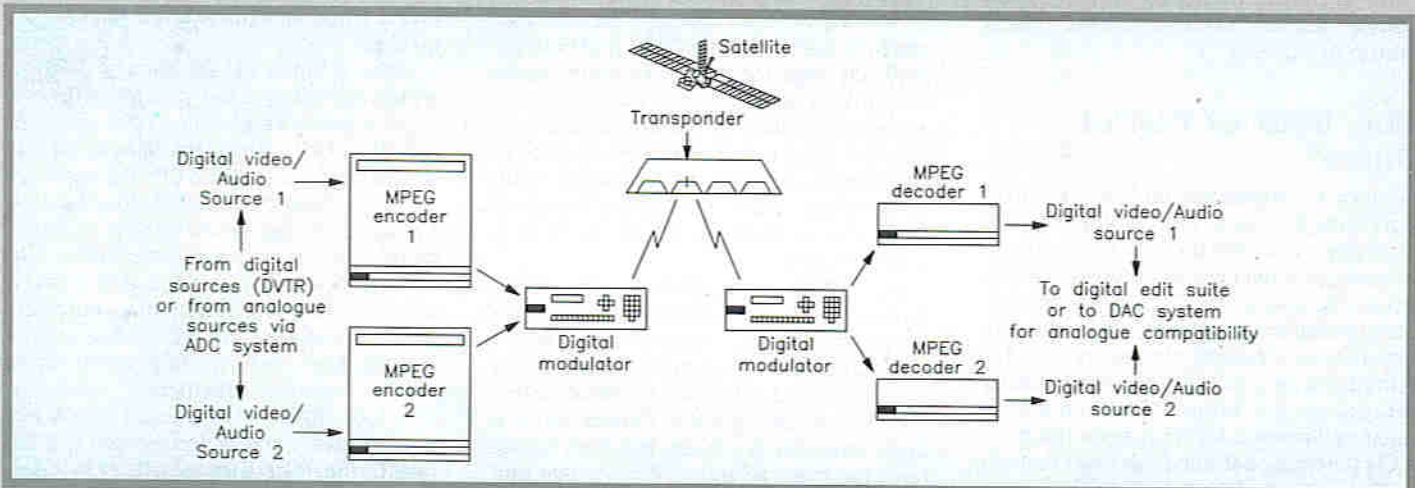 Satellite
Transponder
Digital video/
Audio
Source 1
MPEG
encoder
1
From digital
sources (DVTR)
or from analogue
sources via
ADC system
Digital video/
Audio
Source 2
MPEG
encoder
2
Digital
modulator
Digital
modulator
MPEG
decoder 1
MPEG
decoder 2
Digital video/Audio
source 1
To digital edit suite
or to DAC system
for analogue compatibility
Digital video/Audio
source 2